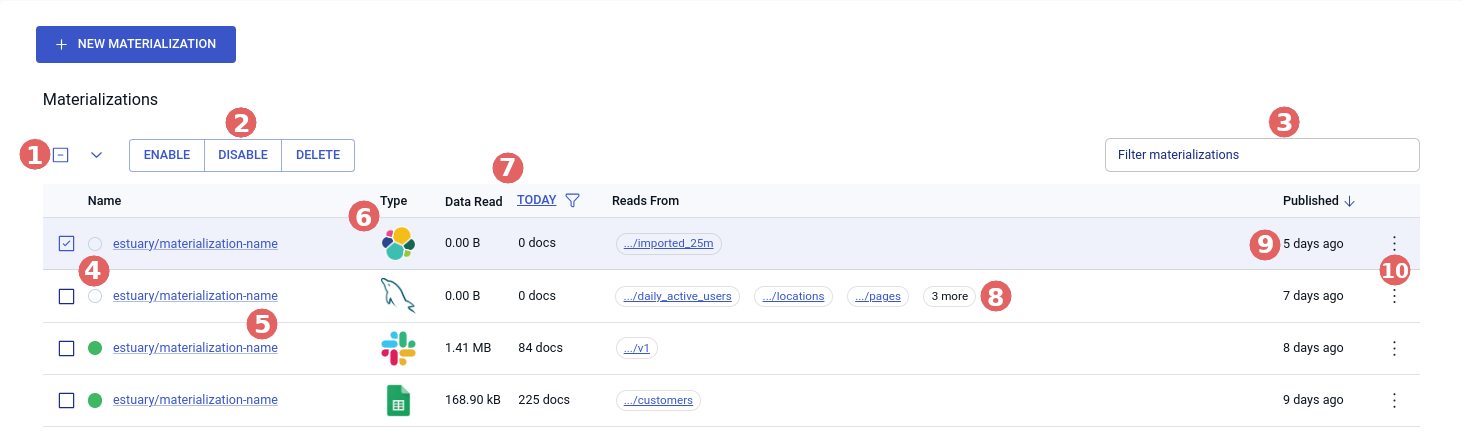 + NEW MATERIALIZATION
Materializations
3
2
1 ENABLE DISABLE DELETE Filter materializations
7
Name Type Data Read TODAY Reads From Published
6
estuary/materialization-name 0.00 B 0 docs .../imported_25m 9 5 days ago
4 10
estuary/materialization-name 0.00 B 0 docs .../daily_active_users .../locations .../pages 3 more 8 7 days ago
5
estuary/materialization-name 1.41 MB 84 docs .../v1 8 days ago
estuary/materialization-name 168.90 kB 225 docs .../customers 9 days ago